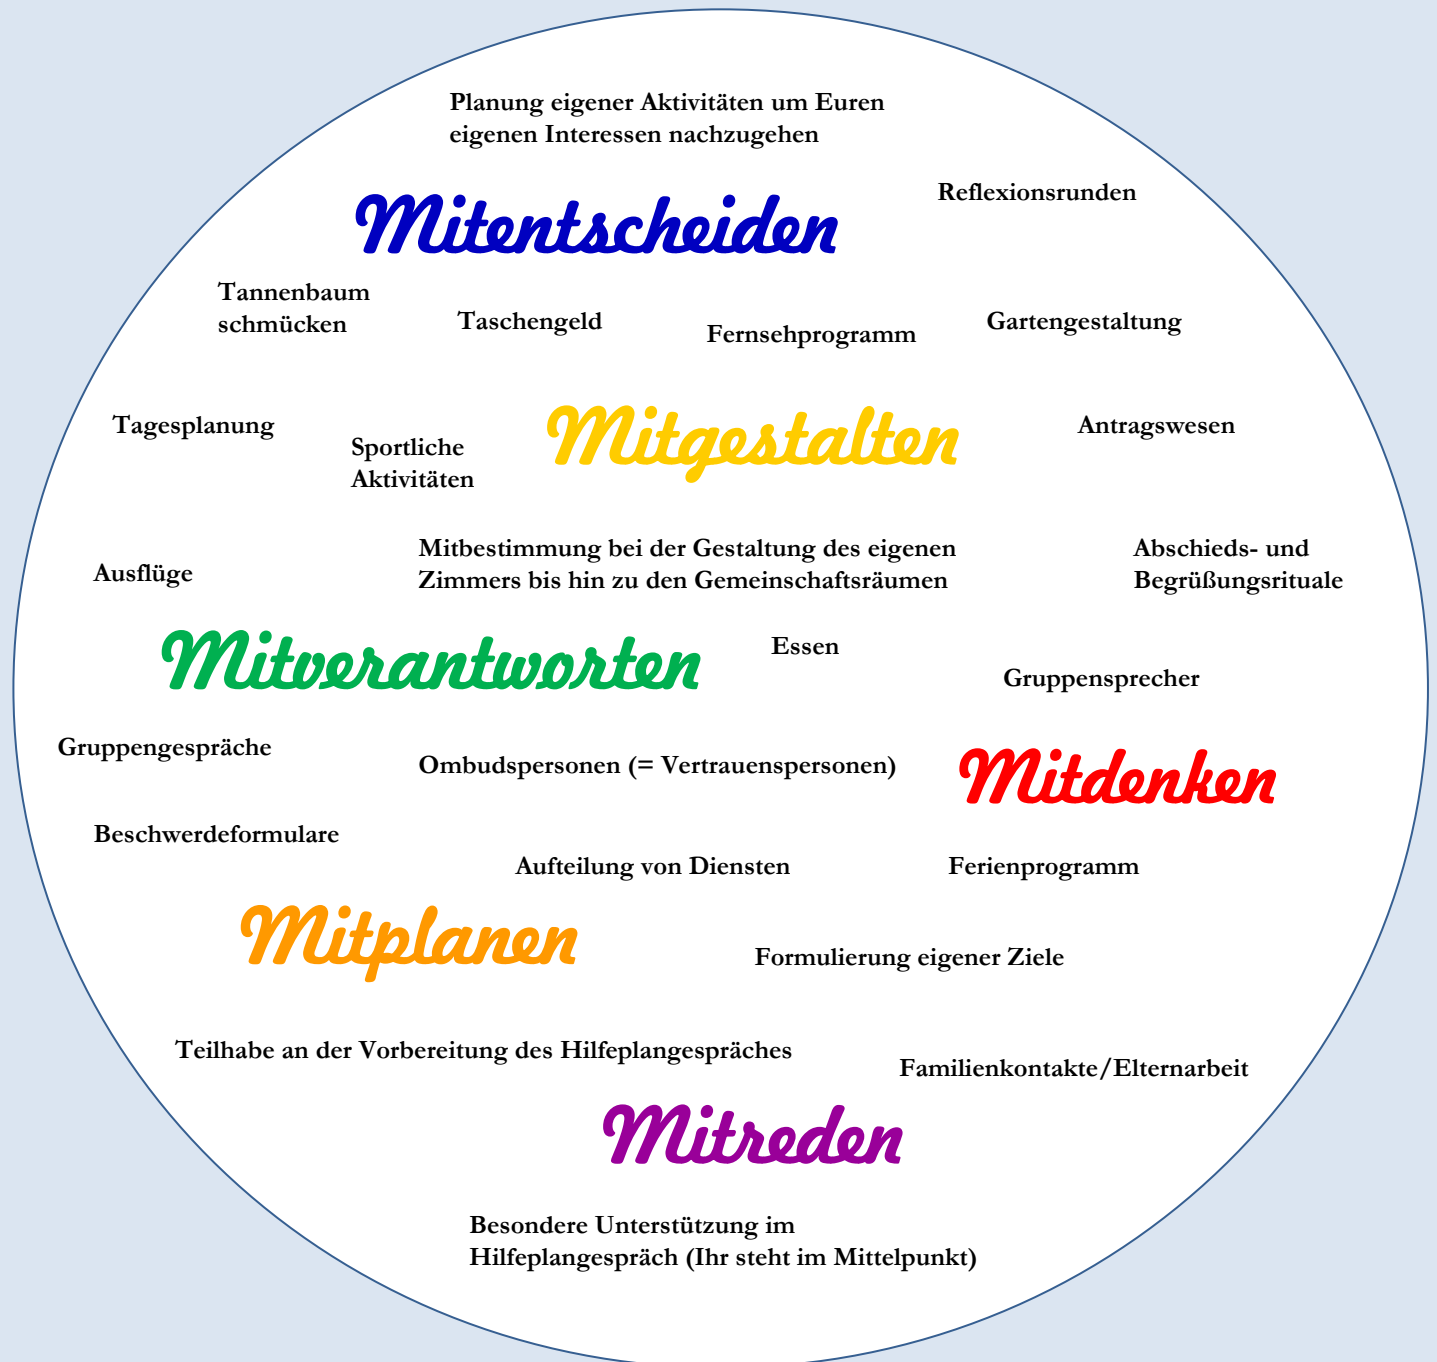 Planung eigener Aktivitäten um Euren
eigenen Interessen nachzugehen
Reflexionsrunden
Mitentscheiden
Tannenbaum
schmücken
Taschengeld
Fernsehprogramm
Gartengestaltung
Tagesplanung
Sportliche
Aktivitäten
Mitgestalten
Antragswesen
Ausflüge
Mitbestimmung bei der Gestaltung des eigenen
Zimmers bis hin zu den Gemeinschaftsräumen
Abschieds- und
Begrüßungsrituale
Mitverantworten
Essen
Gruppensprecher
Gruppengespräche
Ombudspersonen (= Vertrauenspersonen)
Mitdenken
Beschwerdeformulare
Aufteilung von Diensten
Ferienprogramm
Mitplanen
Formulierung eigener Ziele
Teilhabe an der Vorbereitung des Hilfeplangespräches
Familienkontakte/Elternarbeit
Mitreden
Besondere Unterstützung im
Hilfeplangespräch (Ihr steht im Mittelpunkt)